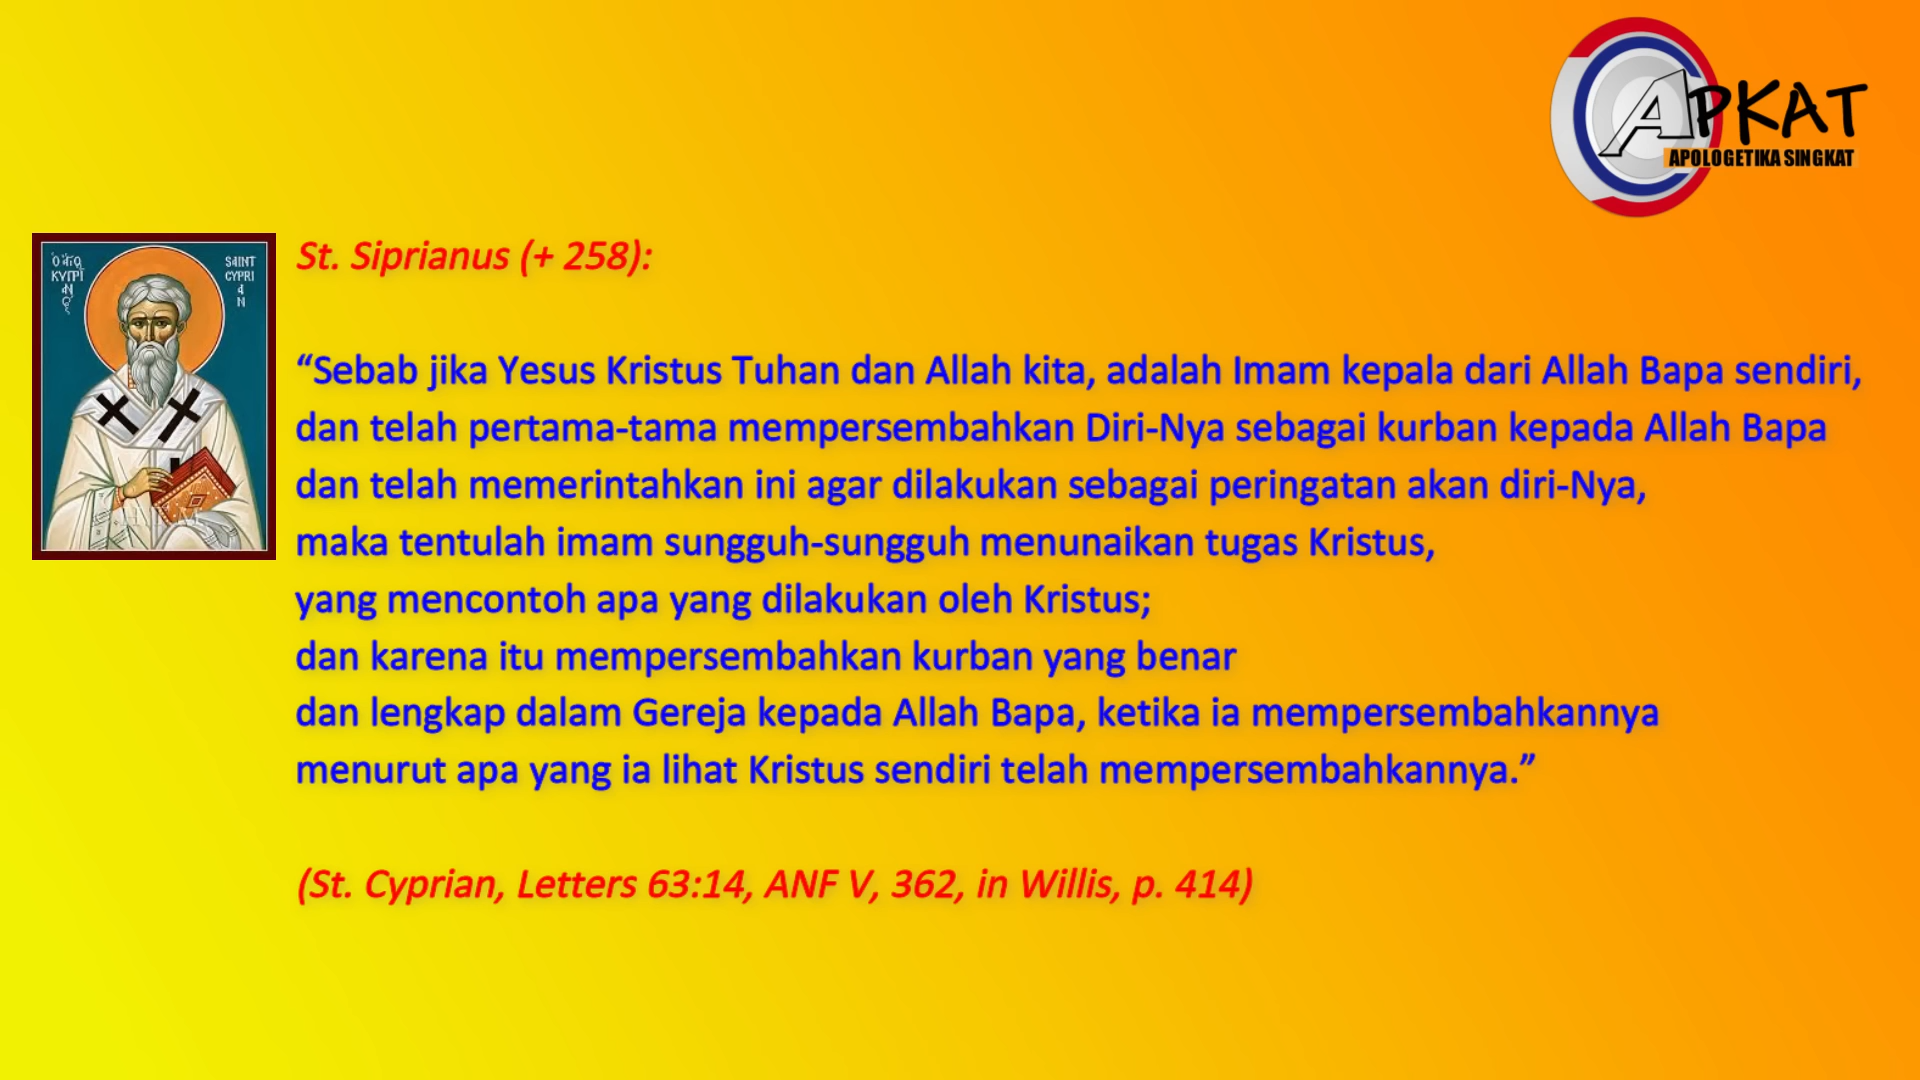 APKAT
APOLOGETIKA SINGKAT
SAINT
CYPRI
A
N
St. Siprianus (+ 258):
“Sebab jika Yesus Kristus Tuhan dan Allah kita, adalah Imam kepala dari Allah Bapa sendiri,
dan telah pertama-tama mempersembahkan Diri-Nya sebagai kurban kepada Allah Bapa
dan telah memerintahkan ini agar dilakukan sebagai peringatan akan diri-Nya,
maka tentulah imam sungguh-sungguh menunaikan tugas Kristus,
yang mencontoh apa yang dilakukan oleh Kristus;
dan karena itu mempersembahkan kurban yang benar
dan lengkap dalam Gereja kepada Allah Bapa, ketika ia mempersembahkannya
menurut apa yang ia lihat Kristus sendiri telah mempersembahkannya.”
(St. Cyprian, Letters 63:14, ANF V, 362, in Willis, p. 414)